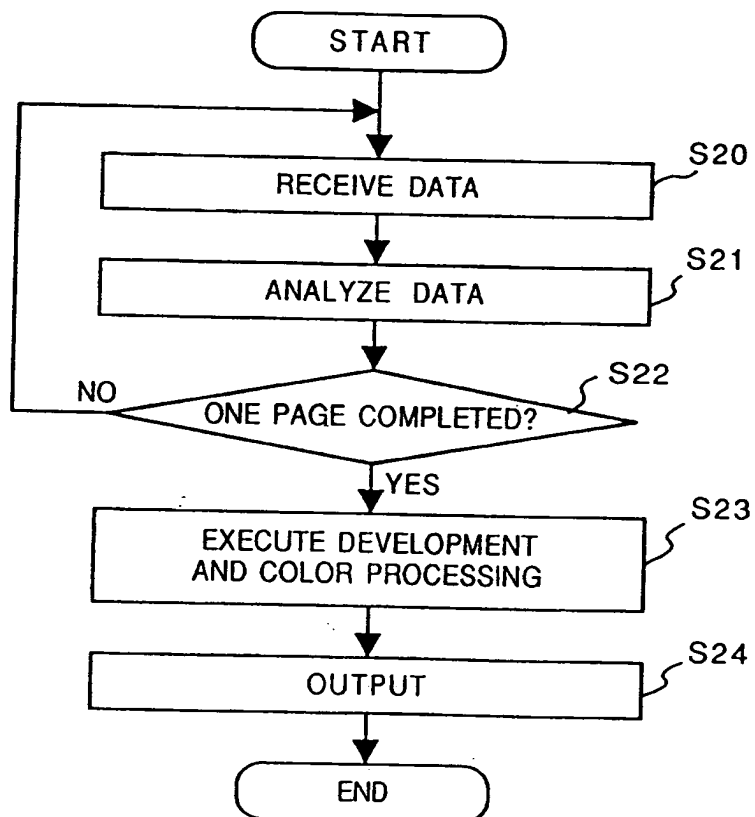 START
S20
RECEIVE DATA
S21
ANALYZE DATA
S22
NO
ONE PAGE COMPLETED?
YES
S23
EXECUTE DEVELOPMENT
AND COLOR PROCESSING
S24
OUTPUT
END